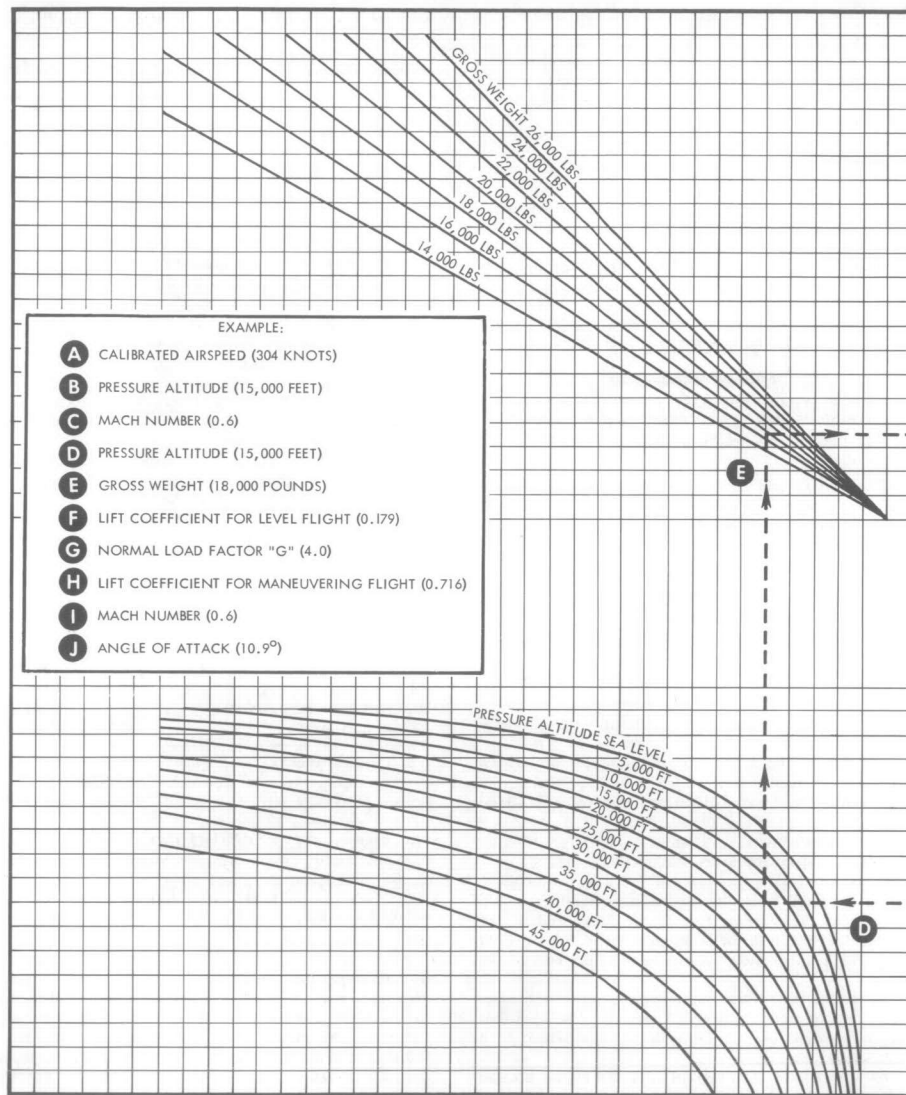 GROSS WEIGHT 26,000 LBS
24,000 LBS
22,000 LBS
20,000 LBS
18,000 LBS
16,000 LBS
14,000 LBS
EXAMPLE:
A CALIBRATED AIRSPEED (304 KNOTS)
B PRESSURE ALTITUDE (15,000 FEET)
C MACH NUMBER (0.6)
D PRESSURE ALTITUDE (15,000 FEET)
E GROSS WEIGHT (18,000 POUNDS)
F LIFT COEFFICIENT FOR LEVEL FLIGHT (0.179)
G NORMAL LOAD FACTOR "G" (4.0)
H LIFT COEFFICIENT FOR MANEUVERING FLIGHT (0.716)
I MACH NUMBER (0.6)
J ANGLE OF ATTACK (10.9°)
E
PRESSURE ALTITUDE SEA LEVEL
5,000 FT
10,000 FT
15,000 FT
20,000 FT
25,000 FT
30,000 FT
35,000 FT
40,000 FT
45,000 FT
D